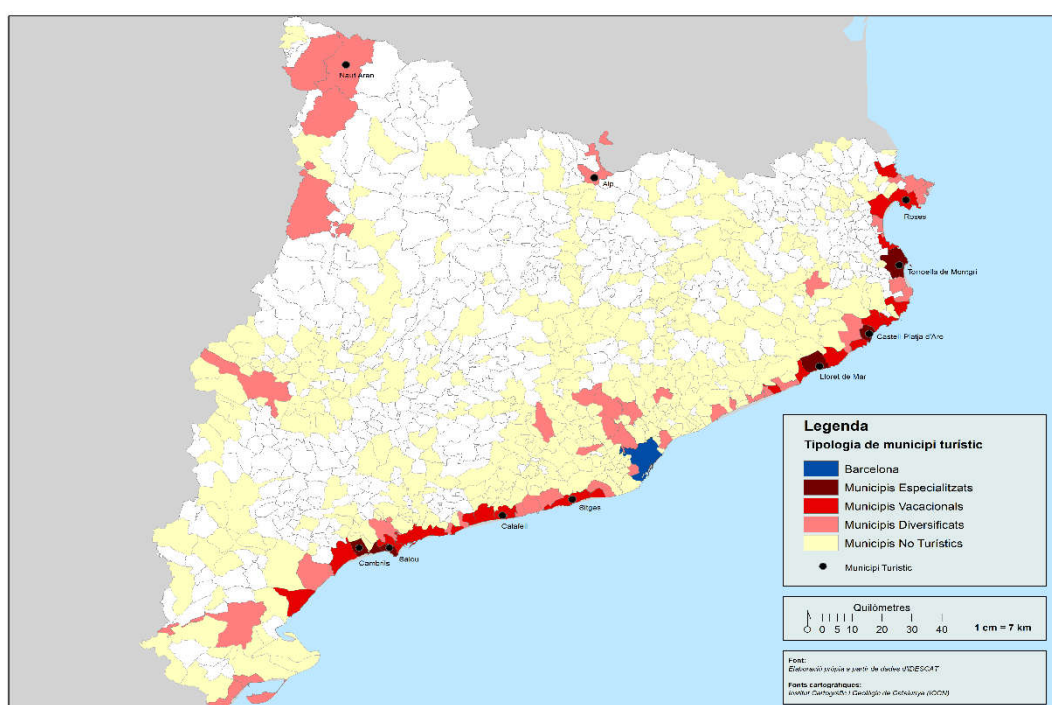 Naut Aran
Alp
Roses
Torroella de Montgrí
Castell Platja d'Aro
Lloret de Mar
Sitges
Calafell
Cambrils
Salou
Legenda
Tipologia de municipi turístic
Barcelona
Municipis Especialitzats
Municipis Vacacionals
Municipis Diversificats
Municipis No Turístics
Municipi Turístic
Quilòmetres
0 5 10 20 30 40
1 cm = 7 km
Font:
Elaboració pròpia a partir de dades d'IDESCAT
Fonts cartogràfiques:
Institut Cartogràfic i Geològic de Catalunya (ICGN)